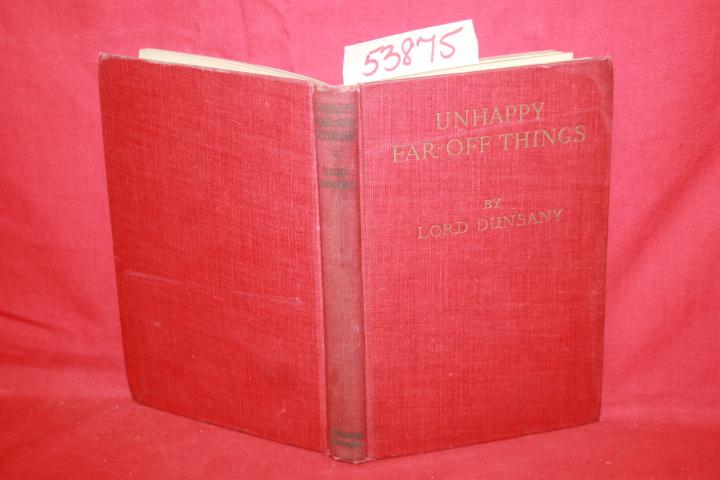 53875
UNHAPPY
FAR-OFF THINGS
BY
LORD DUNSANY